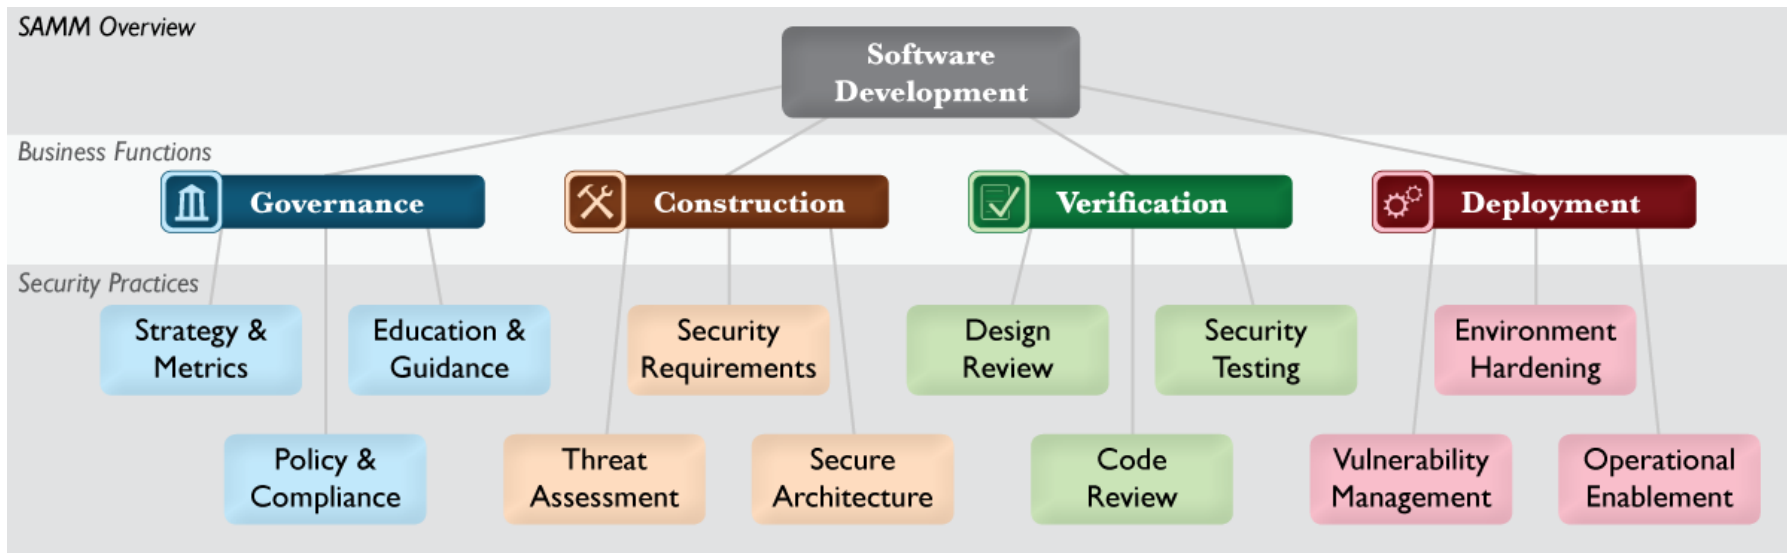 SAMM Overview
Software
Development
Business Functions
Governance
Construction
Verification
Deployment
Security Practices
Strategy &
Metrics
Education &
Guidance
Security
Requirements
Design
Review
Security
Testing
Environment
Hardening
Policy &
Compliance
Threat
Assessment
Secure
Architecture
Code
Review
Vulnerability
Management
Operational
Enablement